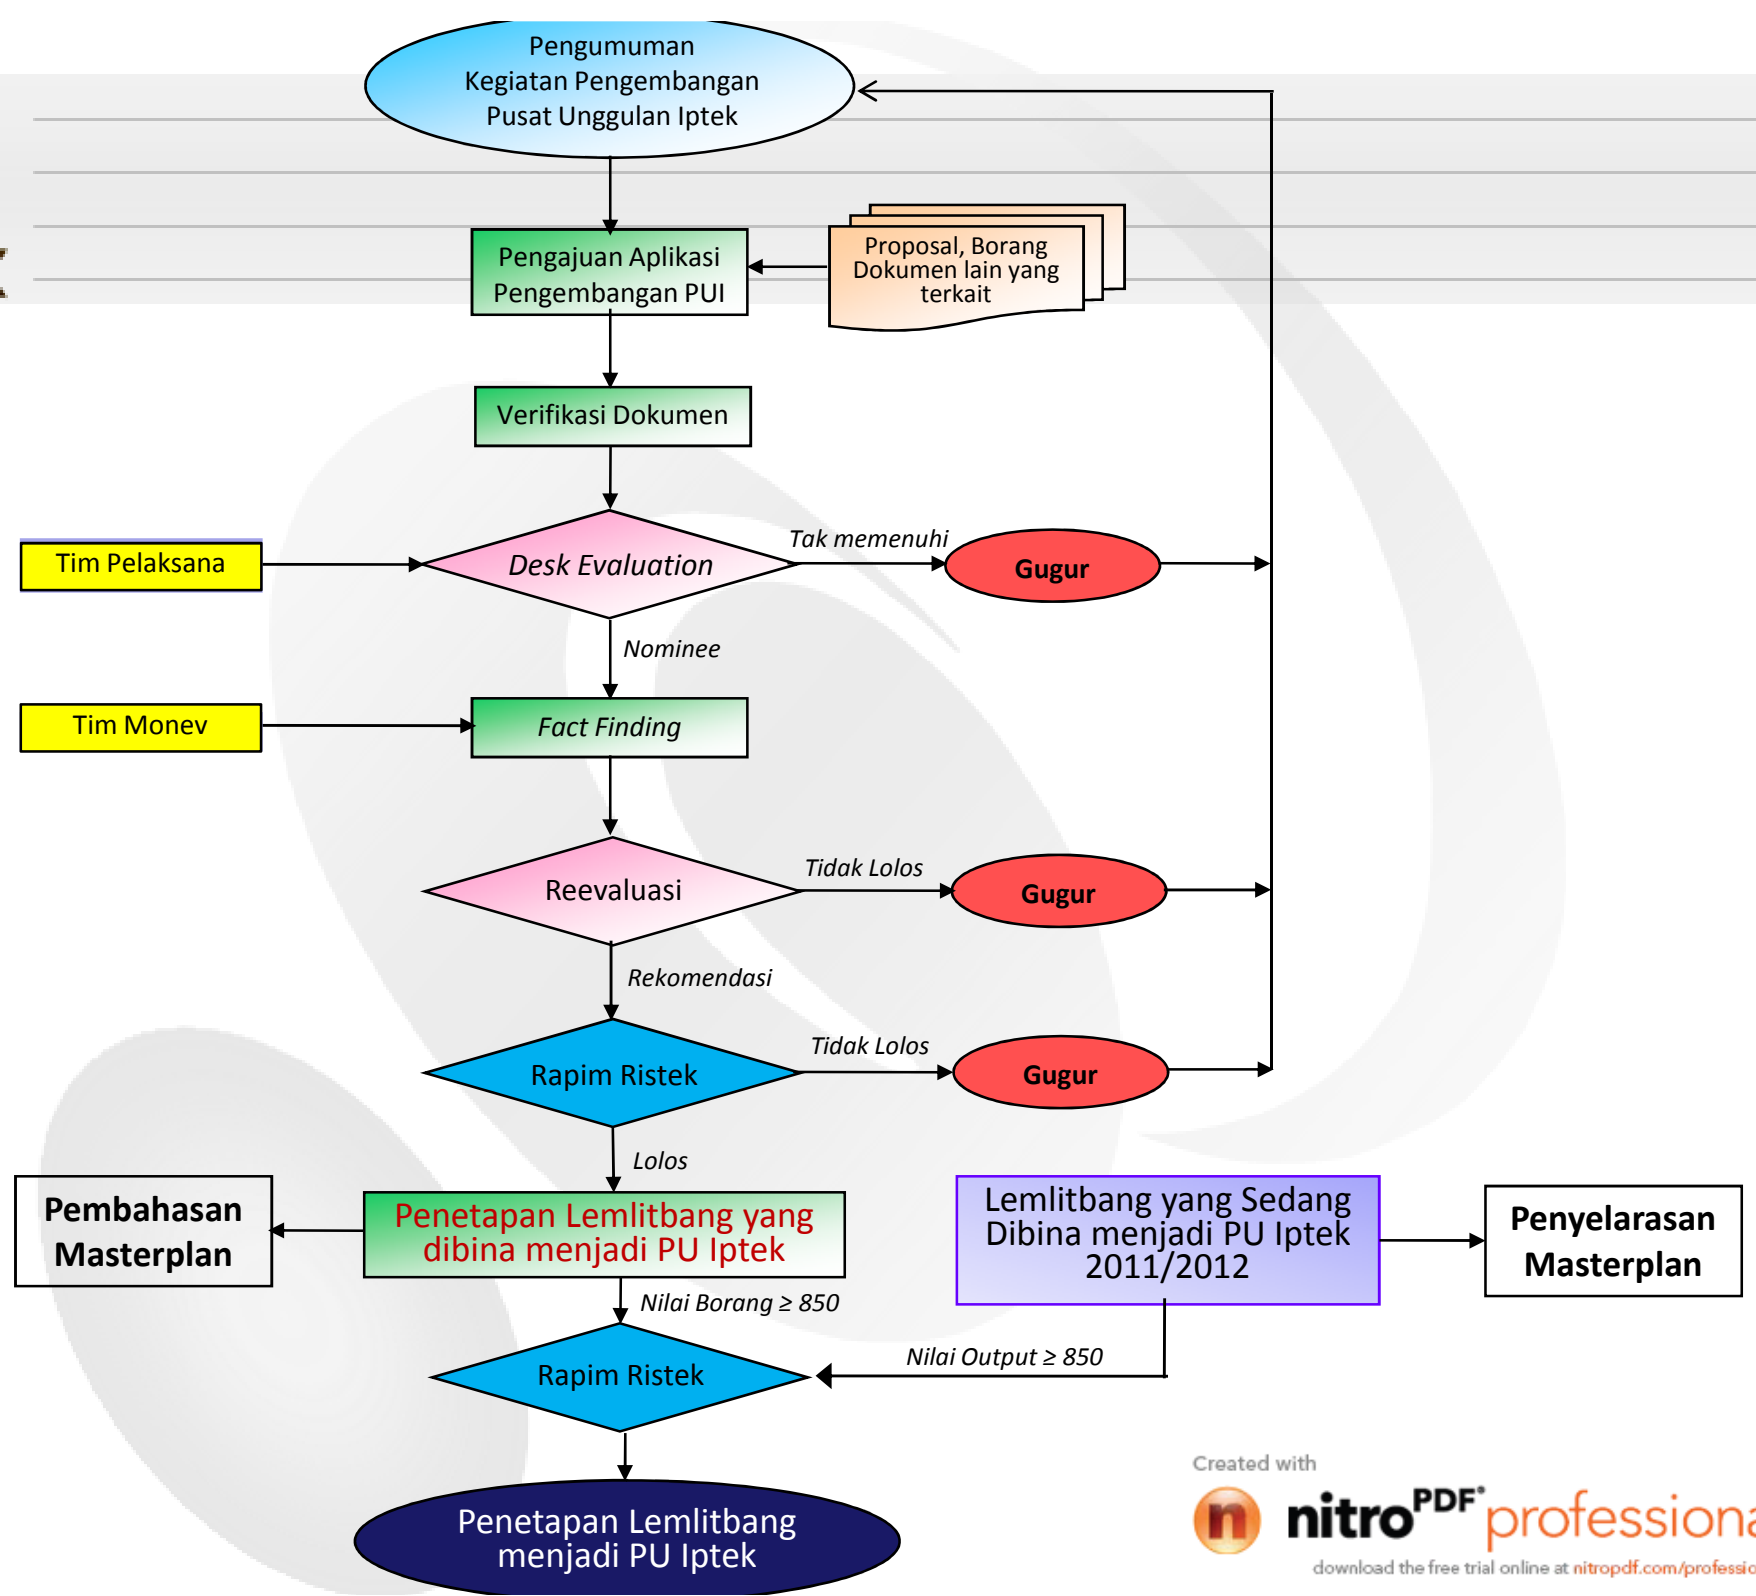 Pengumuman
Kegiatan Pengembangan
Pusat Unggulan Iptek
Pengajuan Aplikasi
Pengembangan PUI
Proposal, Borang
Dokumen lain yang
terkait
Verifikasi Dokumen
Tim Pelaksana
Desk Evaluation
Tak memenuhi
Gugur
Nominee
Tim Monev
Fact Finding
Reevaluasi
Tidak Lolos
Gugur
Rekomendasi
Rapim Ristek
Tidak Lolos
Gugur
Lolos
Pembahasan
Masterplan
Penetapan Lemlitbang yang
dibina menjadi PU Iptek
Lemlitbang yang Sedang
Dibina menjadi PU Iptek
2011/2012
Penyelarasan
Masterplan
Nilai Borang ≥ 850
Rapim Ristek
Nilai Output ≥ 850
Penetapan Lemlitbang
menjadi PU Iptek
Created with
nitro PDF professiona
download the free trial online at nitropdf.com/professio